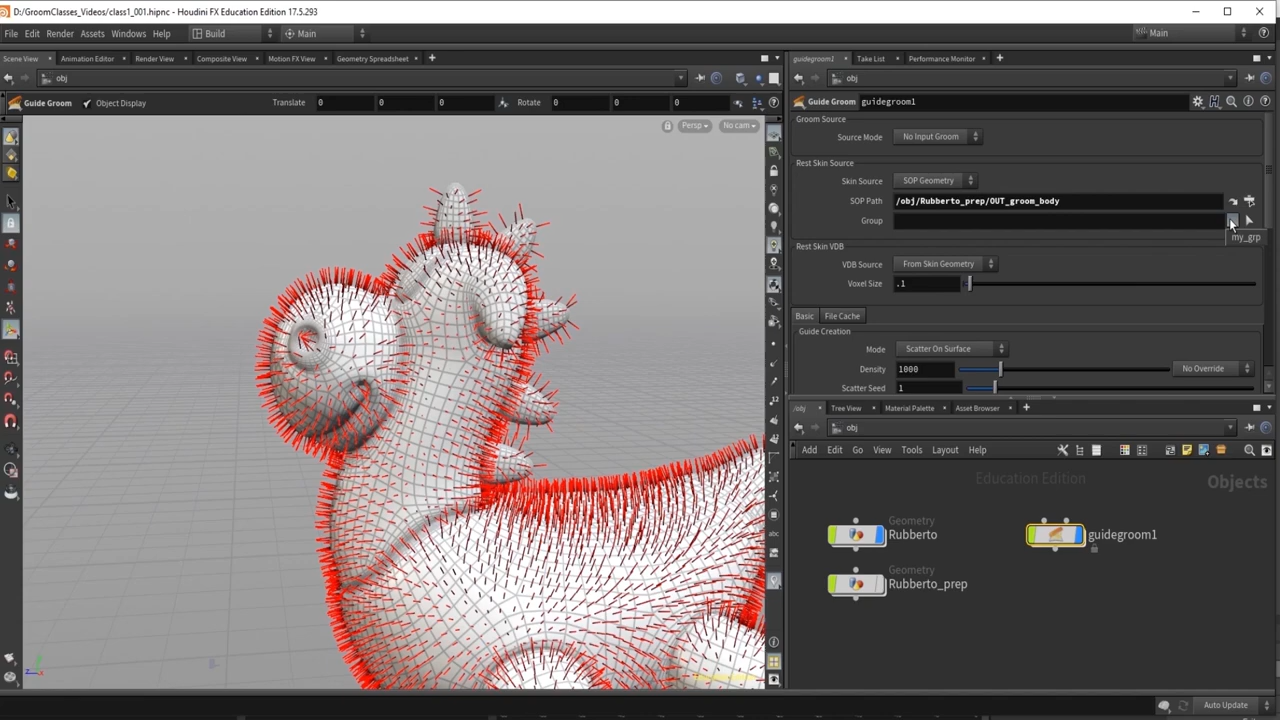 D:/GroomClasses_Videos/class1_001.hipnc - Houdini FX Education Edition 17.5.293
File Edit Render Assets Windows Help Build Main Main
Scene View Animation Editor Render View Composite View Motion FX View Geometry Spreadsheet
obj
Guide Groom Object Display Translate 0 0 0 Rotate 0 0 0
Persp No cam
guidegroom1 Take List Performance Monitor
obj
Guide Groom guidegroom1
Groom Source
Source Mode No Input Groom
Rest Skin Source
Skin Source SOP Geometry
SOP Path /obj/Rubberto_prep/OUT_groom_body
Group
my_grp
Rest Skin VDB
VDB Source From Skin Geometry
Voxel Size .1
Basic File Cache
Guide Creation
Mode Scatter On Surface
Density 1000 No Override
Scatter Seed 1
/obj Tree View Material Palette Asset Browser
obj
Add Edit Go View Tools Layout Help
Education Edition Objects
Geometry
Rubberto
guidegroom1
Geometry
Rubberto_prep
Auto Update